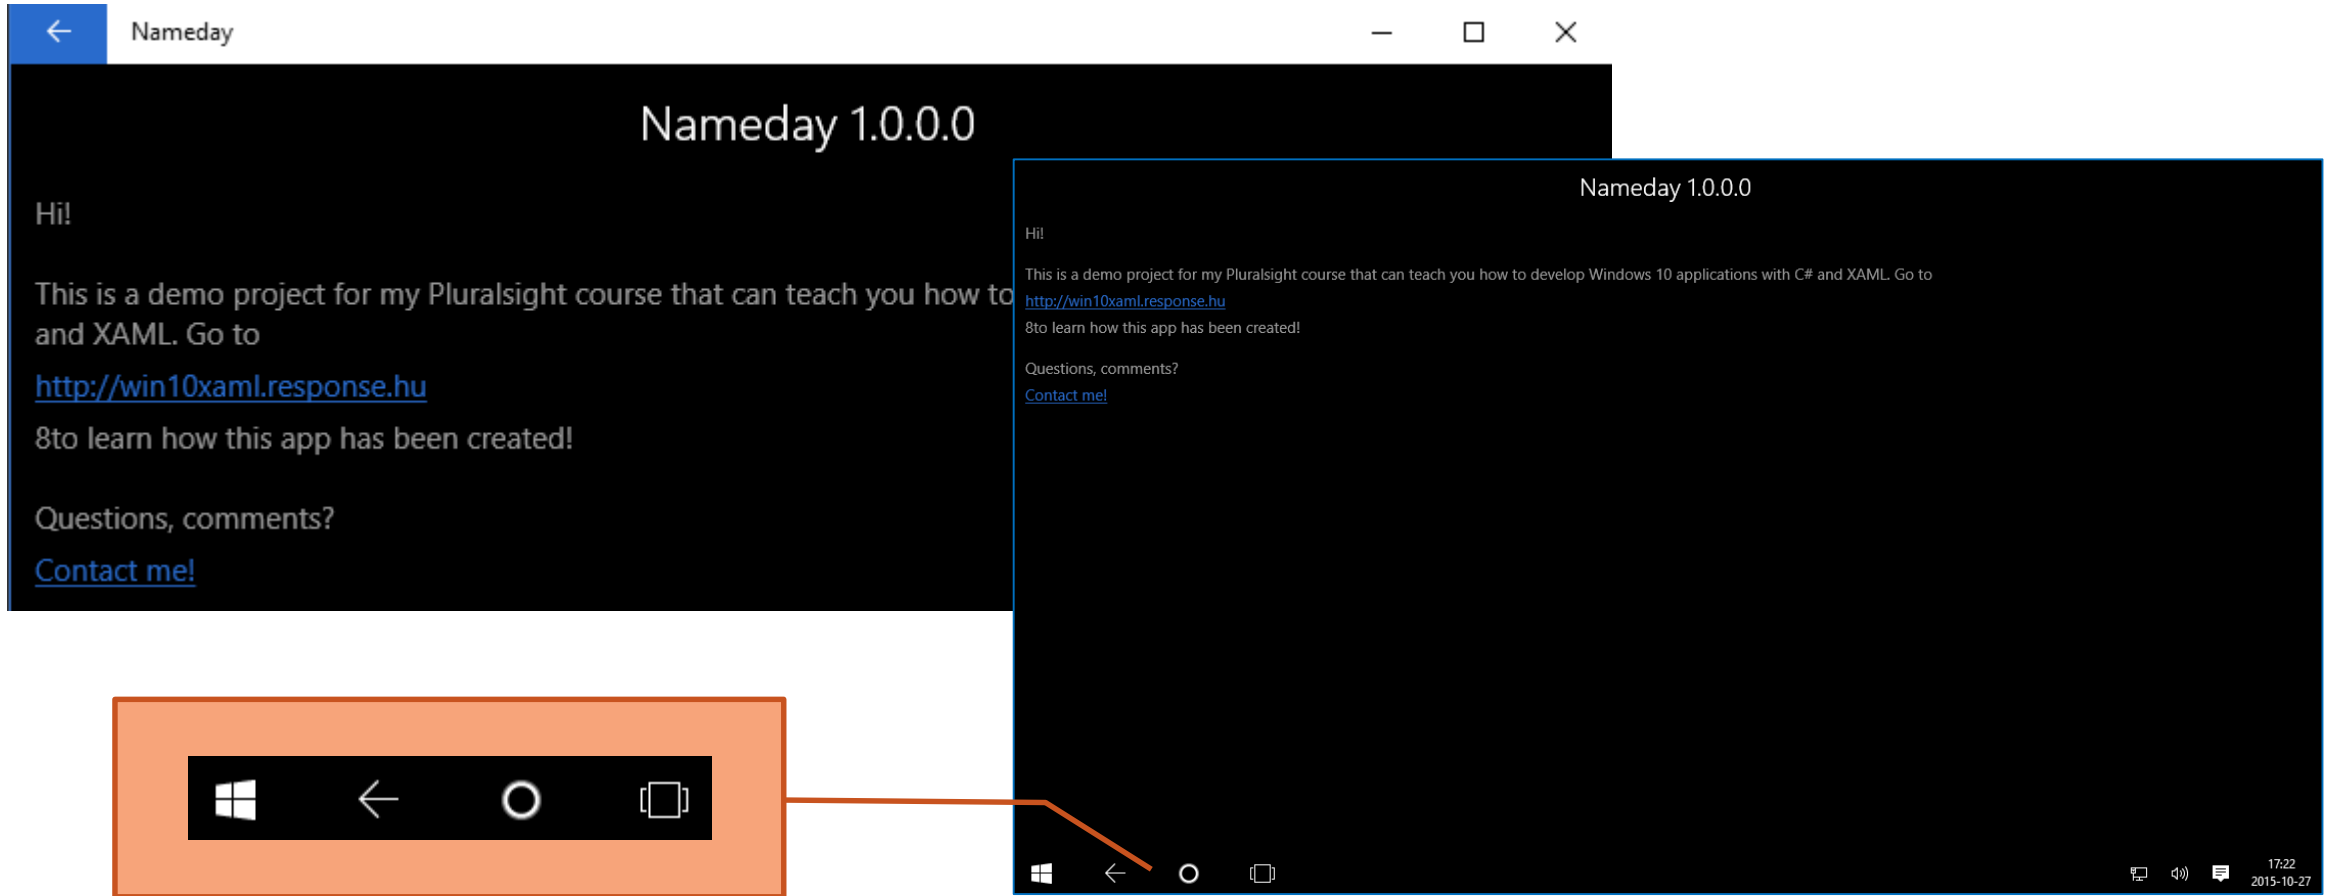 Nameday
Nameday 1.0.0.0
Hi!
This is a demo project for my Pluralsight course that can teach you how to
and XAML. Go to
http://win10xaml.response.hu
8to learn how this app has been created!
Questions, comments?
Contact me!
Nameday 1.0.0.0
Hi!
This is a demo project for my Pluralsight course that can teach you how to develop Windows 10 applications with C# and XAML. Go to
http://win10xaml.response.hu
8to learn how this app has been created!
Questions, comments?
Contact me!
17:22
2015-10-27